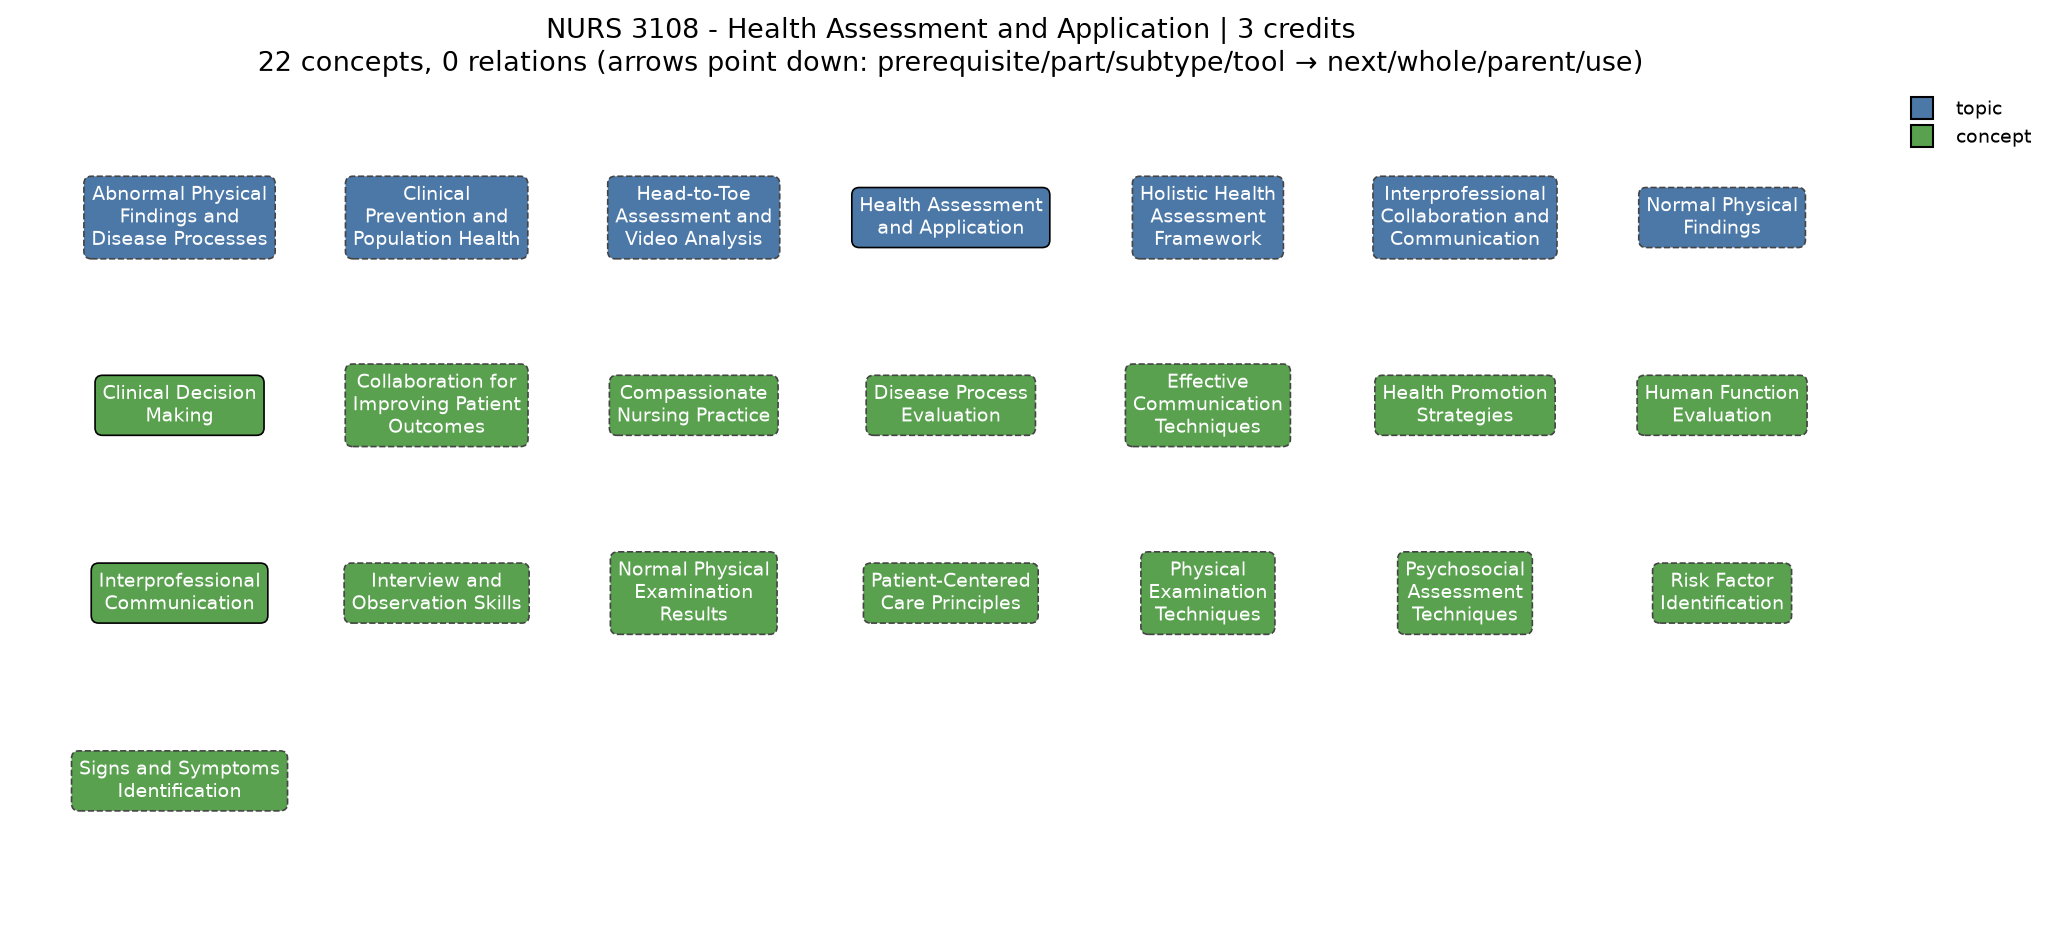 NURS 3108 - Health Assessment and Application | 3 credits
22 concepts, 0 relations (arrows point down: prerequisite/part/subtype/tool → next/whole/parent/use)
topic
concept
Abnormal Physical
Findings and
Disease Processes
Clinical
Prevention and
Population Health
Head-to-Toe
Assessment and
Video Analysis
Health Assessment
and Application
Holistic Health
Assessment
Framework
Interprofessional
Collaboration and
Communication
Normal Physical
Findings
Clinical Decision
Making
Collaboration for
Improving Patient
Outcomes
Compassionate
Nursing Practice
Disease Process
Evaluation
Effective
Communication
Techniques
Health Promotion
Strategies
Human Function
Evaluation
Interprofessional
Communication
Interview and
Observation Skills
Normal Physical
Examination
Results
Patient-Centered
Care Principles
Physical
Examination
Techniques
Psychosocial
Assessment
Techniques
Risk Factor
Identification
Signs and Symptoms
Identification